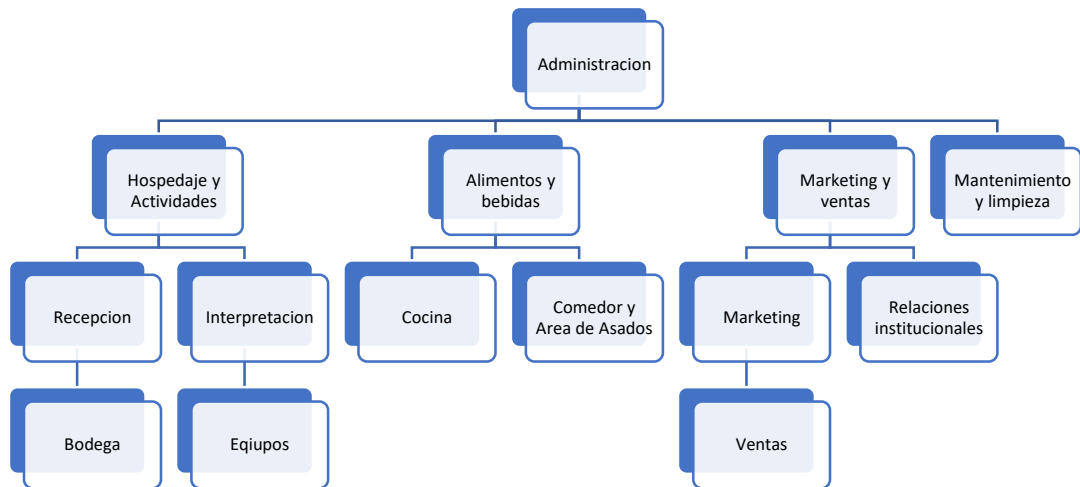 Administracion
Hospedaje y
Actividades
Alimentos y
bebidas
Marketing y
ventas
Mantenimiento
y limpieza
Recepcion
Interpretacion
Cocina
Comedor y
Area de Asados
Marketing
Relaciones
institucionales
Bodega
Eqiupos
Ventas